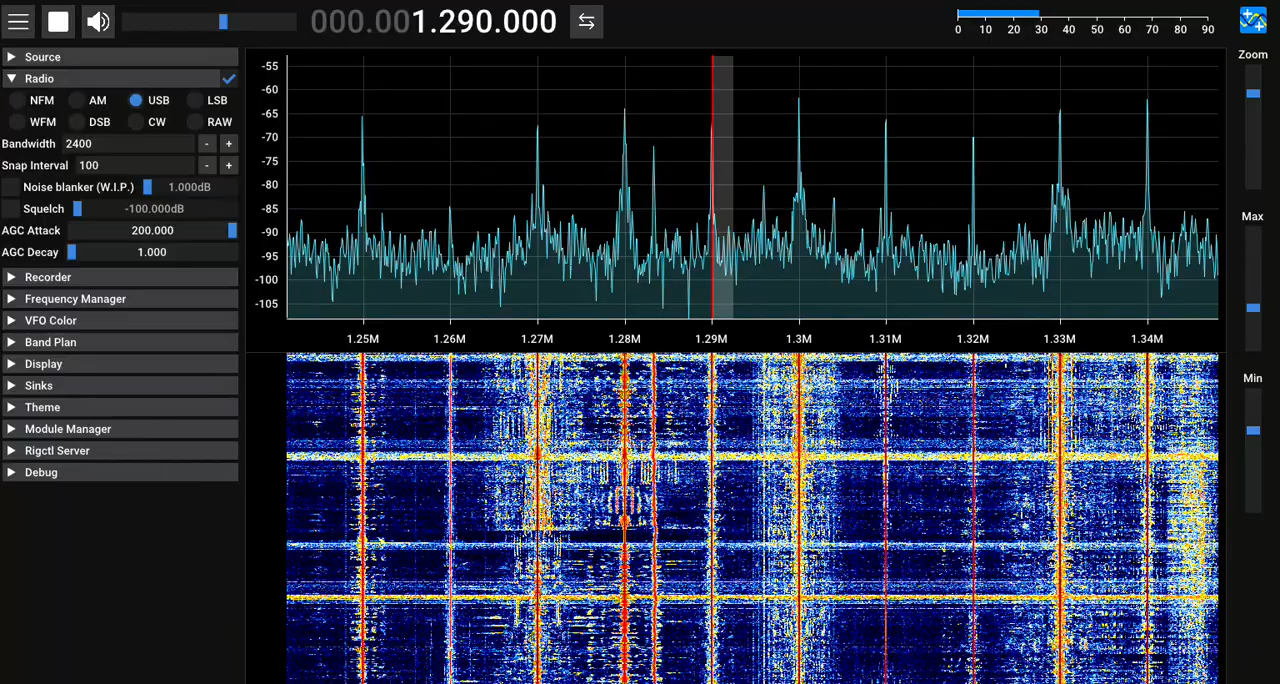 000.001.290.000
0 10 20 30 40 50 60 70 80 90
Source
Radio
NFM AM USB LSB
WFM DSB CW RAW
Bandwidth 2400 - +
Snap Interval 100 - +
Noise blanker (W.I.P.) 1.000dB
Squelch -100.000dB
AGC Attack 200.000
AGC Decay 1.000
Recorder
Frequency Manager
VFO Color
Band Plan
Display
Sinks
Theme
Module Manager
Rigctl Server
Debug
-55
-60
-65
-70
-75
-80
-85
-90
-95
-100
-105
1.25M 1.26M 1.27M 1.28M 1.29M 1.3M 1.31M 1.32M 1.33M 1.34M
Zoom
Max
Min